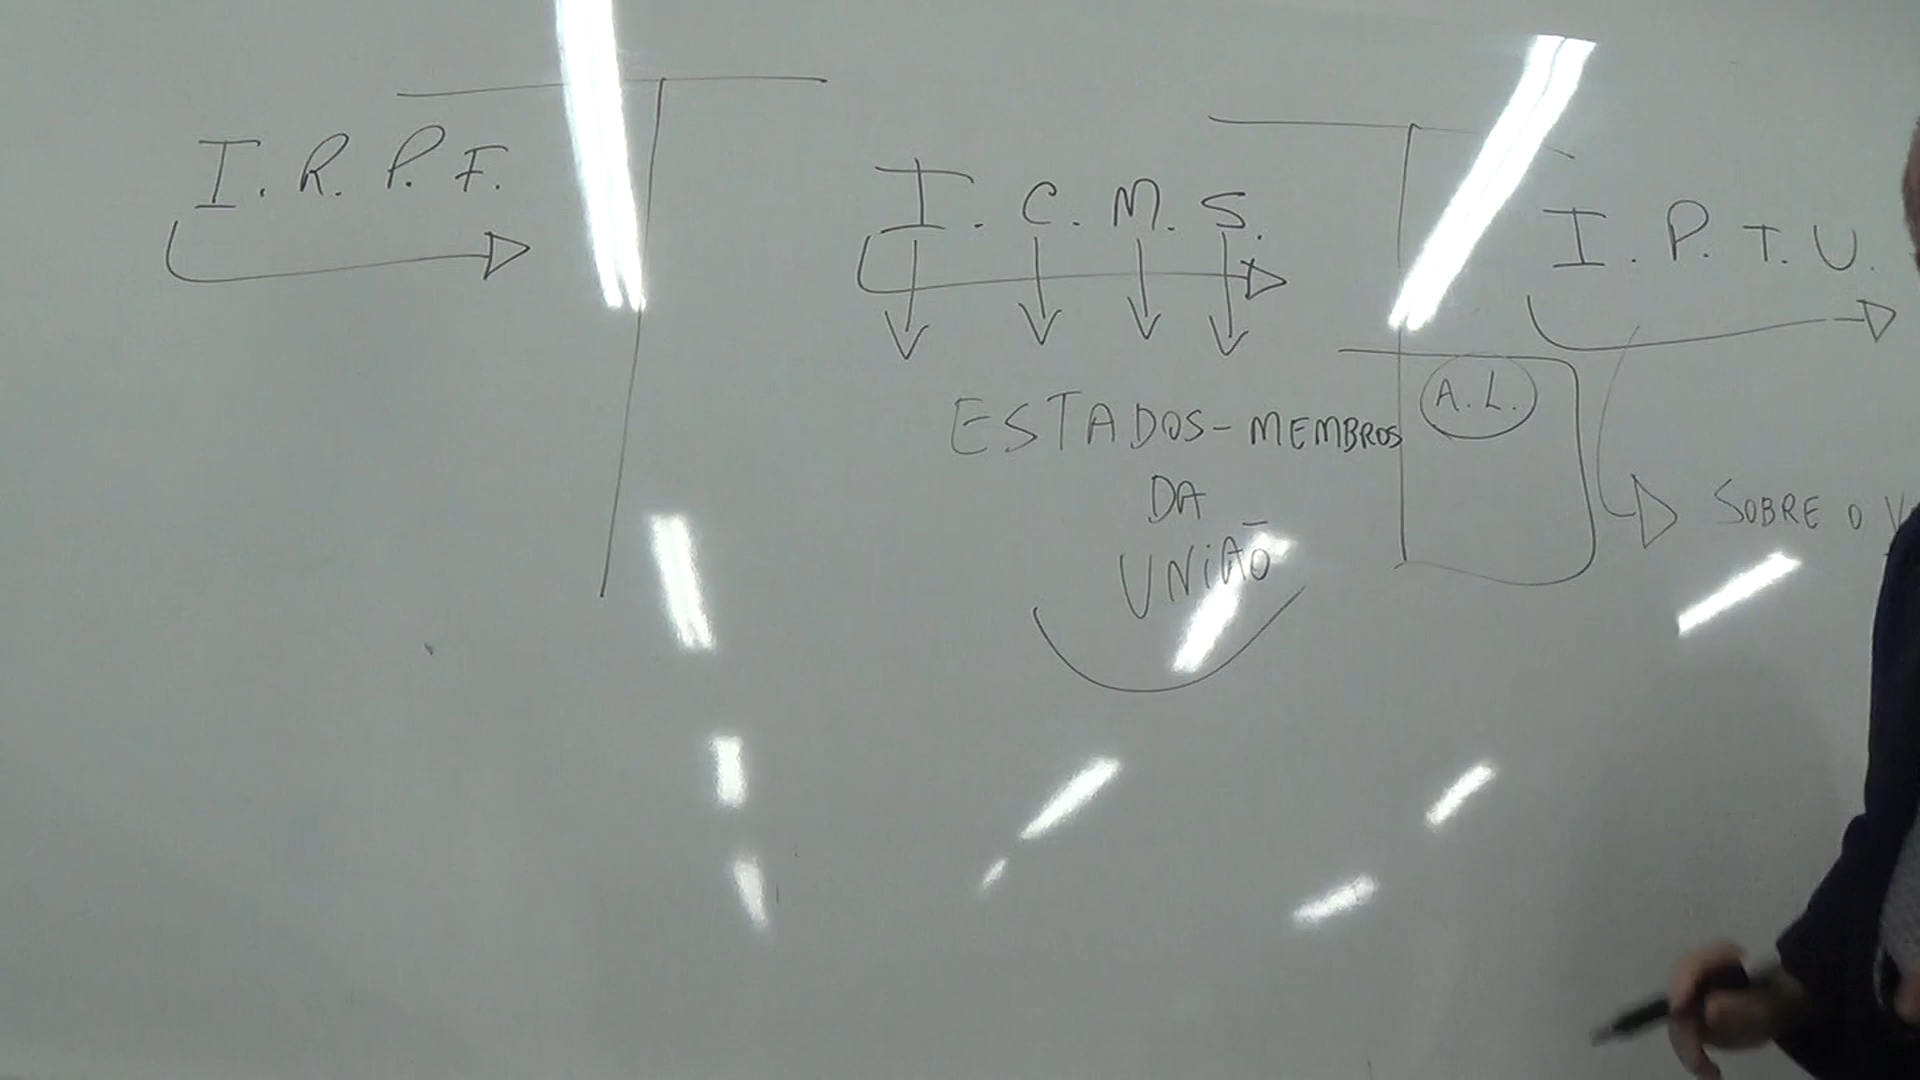 I. R. P. F.
I. C. M. S.
I. P. T. U.
A. L.
ESTADOS-MEMBROS
DA
UNIÃO
SOBRE O